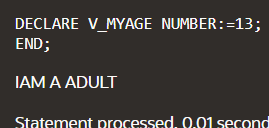 DECLARE V_MYAGE NUMBER:=13;
END;
IAM A ADULT
Statement processed. 0.01 second